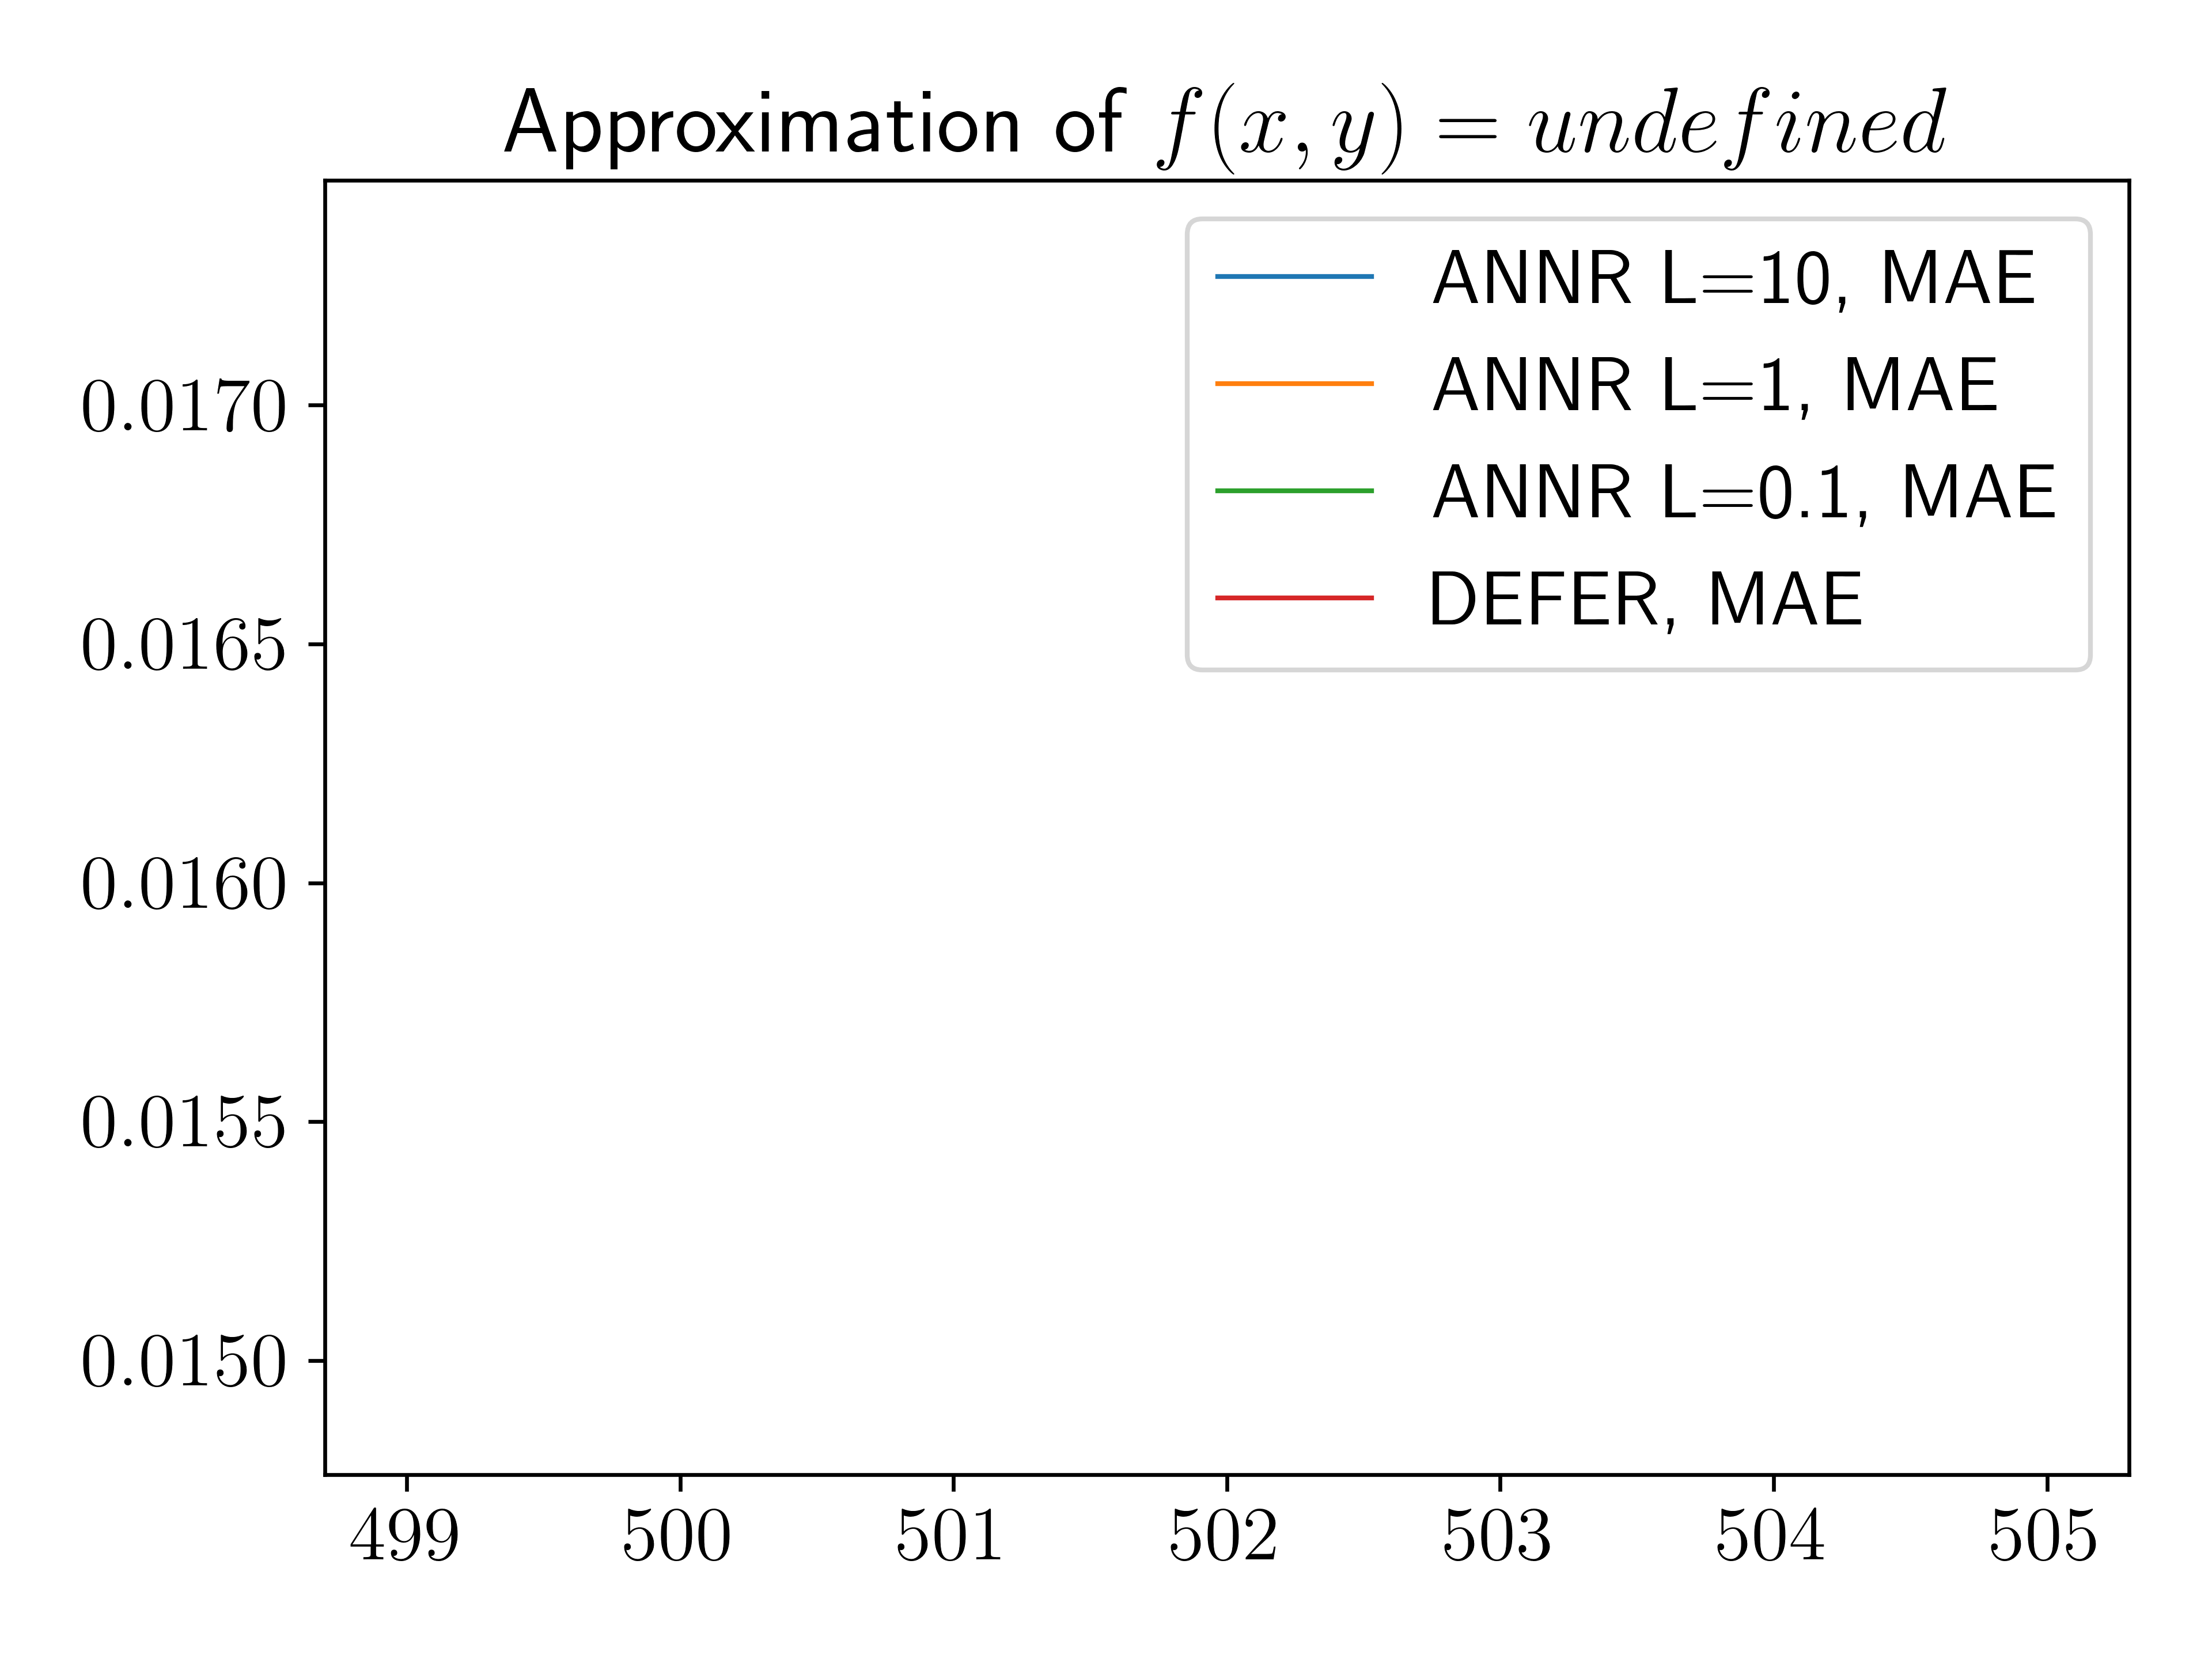 Approximation of f(x, y) = undefined
ANNR L=10, MAE
ANNR L=1, MAE
ANNR L=0.1, MAE
DEFER, MAE
0.0170
0.0165
0.0160
0.0155
0.0150
499 500 501 502 503 504 505